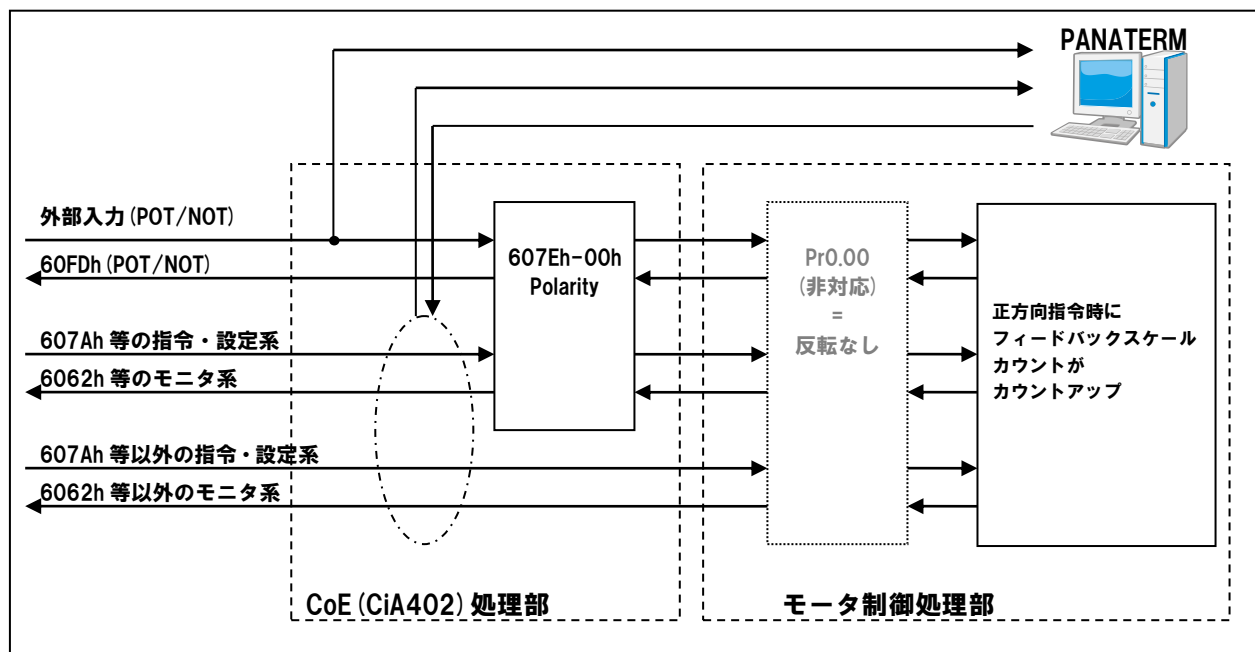 PANATERM
外部入力(POT/NOT)
60FDh(POT/NOT)
607Ah 等の指令・設定系
6062h 等のモニタ系
607Ah 等以外の指令・設定系
6062h 等以外のモニタ系
607Eh-00h
Polarity
Pr0.00
(非対応)
=
反転なし
正方向指令時に
フィードバックスケール
カウントが
カウントアップ
CoE(CiA402)処理部
モータ制御処理部